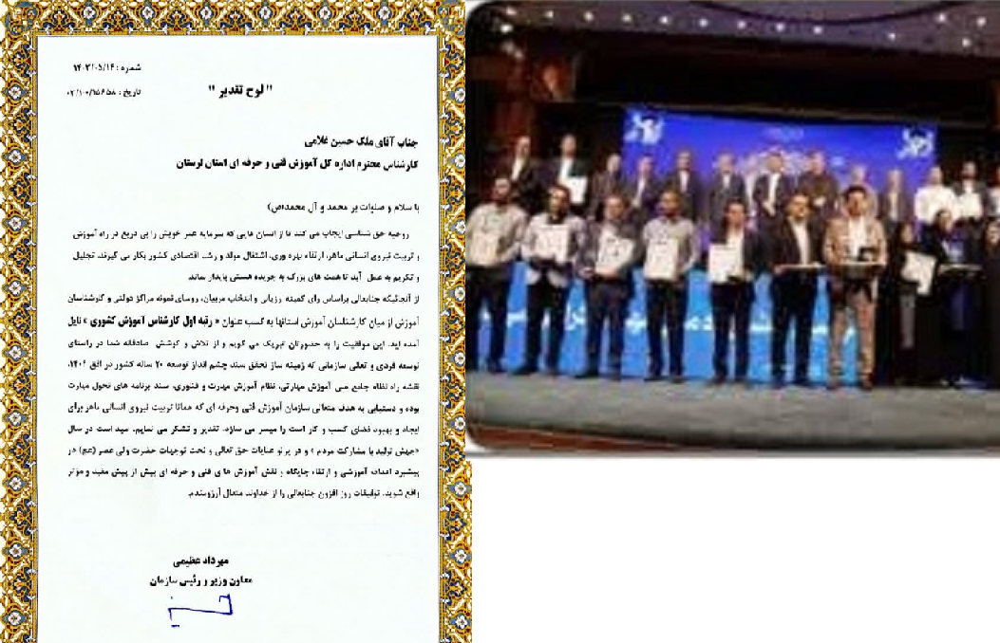 شماره : ۱۴۰۳/۰۵/۱۴
تاریخ : ۰۲/۱۰۰/۱۵۶۵۸
" لوح تقدیر "
جناب آقای ملک حسین غلامی
کارشناس محترم اداره کل آموزش فنی و حرفه ای استان لرستان
با سلام و صلوات بر محمد و آل محمد(ص)
روحیه حق شناسی ایجاب می کند تا از انسان هایی که سرمایه عمر خویش را بی دریغ در راه آموزش
و تربیت نیروی انسانی ماهر، ارتقاء بهره وری، اشتغال مولد و رشد اقتصادی کشور بکار می گیرند تجلیل
و تکریم به عمل آید تا همت های بزرگ به جریده هستی پایدار بماند.
از آنجائیکه جنابعالی براساس رای کمیته ارزیابی و انتخاب مربیان، روسای نمونه مراکز دولتی و کارشناسان
آموزش از میان کارشناسان آموزش استانها به کسب عنوان « رتبه اول کارشناس آموزش کشوری » نایل
آمده اید. این موفقیت را به حضورتان تبریک می گویم و از تلاش و کوشش صادقانه شما در راستای
توسعه فردی و تعالی سازمانی که زمینه ساز تحقق سند چشم انداز توسعه ۲۰ ساله کشور در افق ۱۴۰۴،
نقشه راه نظام جامع ملی آموزش مهارتی، نظام آموزش مهارت و فناوری، سند برنامه های تحول مهارت
بوده و دستیابی به هدف متعالی سازمان آموزش فنی وحرفه ای که همانا تربیت نیروی انسانی ماهر برای
ایجاد و بهبود فضای کسب و کار است را میسر می سازد، تقدیر و تشکر می نمایم. امید است در سال
«جهش تولید با مشارکت مردم » و در پرتو عنایات حق تعالی و تحت توجهات حضرت ولی عصر (عج) در
پیشبرد اهداف آموزشی و ارتقاء جایگاه و نقش آموزش های فنی و حرفه ای بیش از پیش مفید و موثر
واقع شوید. توفیقات روز افزون جنابعالی را از خداوند متعال آرزومندم.
مهرداد عظیمی
معاون وزیر و رئیس سازمان